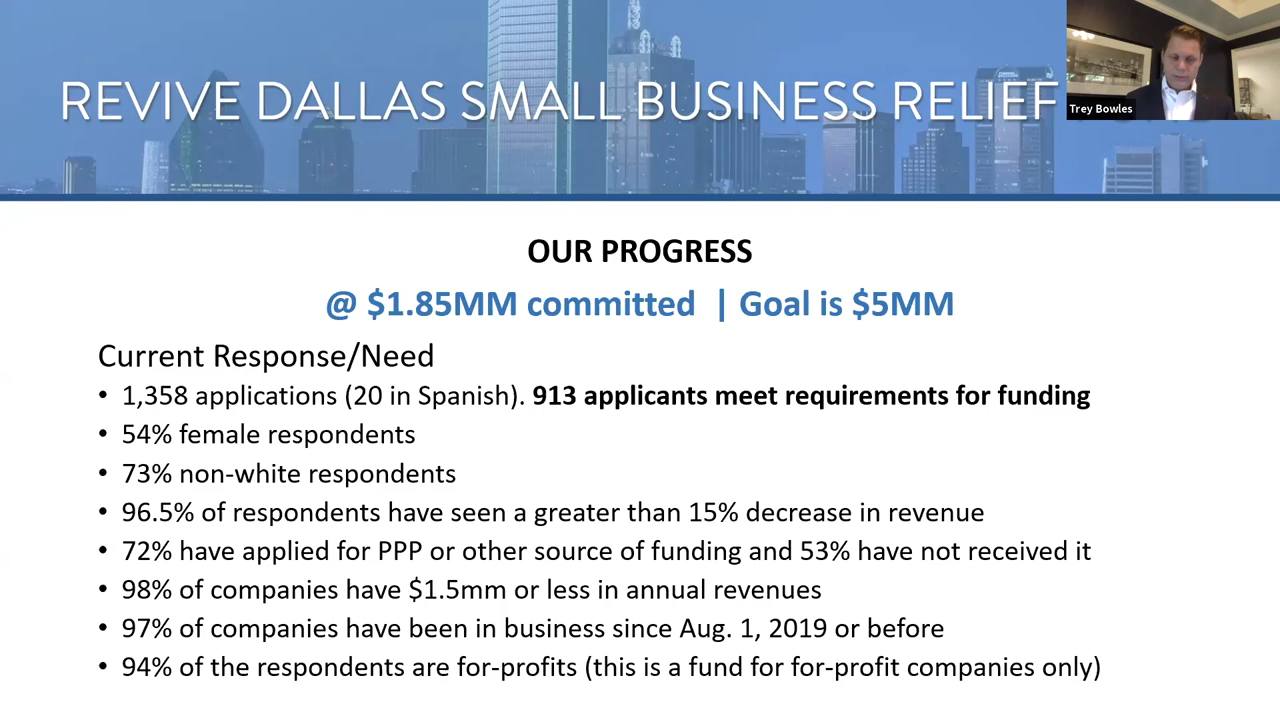 REVIVE DALLAS SMALL BUSINESS RELIEF
Trey Bowles
OUR PROGRESS
@ $1.85MM committed | Goal is $5MM
Current Response/Need
• 1,358 applications (20 in Spanish). 913 applicants meet requirements for funding
• 54% female respondents
• 73% non-white respondents
• 96.5% of respondents have seen a greater than 15% decrease in revenue
• 72% have applied for PPP or other source of funding and 53% have not received it
• 98% of companies have $1.5mm or less in annual revenues
• 97% of companies have been in business since Aug. 1, 2019 or before
• 94% of the respondents are for-profits (this is a fund for for-profit companies only)